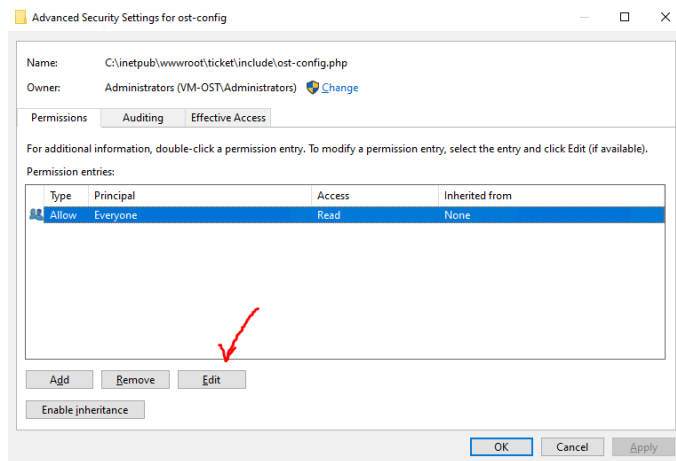 Advanced Security Settings for ost-config
Name: C:\inetpub\wwwroot\ticket\include\ost-config.php
Owner: Administrators (VM-OST\Administrators) Change
Permissions Auditing Effective Access
For additional information, double-click a permission entry. To modify a permission entry, select the entry and click Edit (if available).
Permission entries:
Type Principal Access Inherited from
Allow Everyone Read None
Add Remove Edit
Enable inheritance
OK Cancel Apply